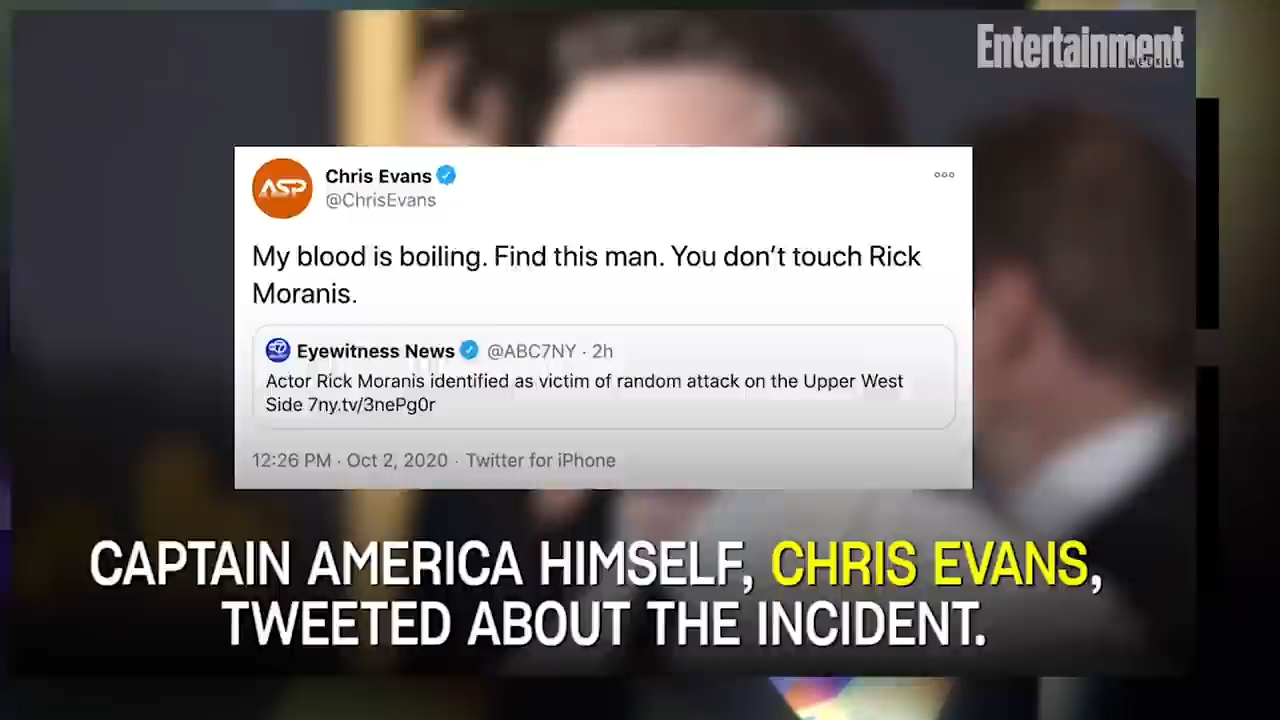 Entertainment
WEEKLY
ASP
Chris Evans
@ChrisEvans
My blood is boiling. Find this man. You don’t touch Rick
Moranis.
7
Eyewitness News @ABC7NY · 2h
Actor Rick Moranis identified as victim of random attack on the Upper West
Side 7ny.tv/3nePg0r
12:26 PM · Oct 2, 2020 · Twitter for iPhone
CAPTAIN AMERICA HIMSELF, CHRIS EVANS,
TWEETED ABOUT THE INCIDENT.